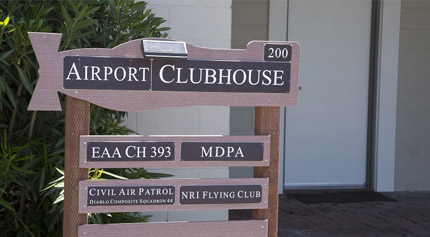 200
AIRPORT CLUBHOUSE
EAA CH 393 MDPA
CIVIL AIR PATROL NRI FLYING CLUB
DIABLO COMPOSITE SQUADRON 44